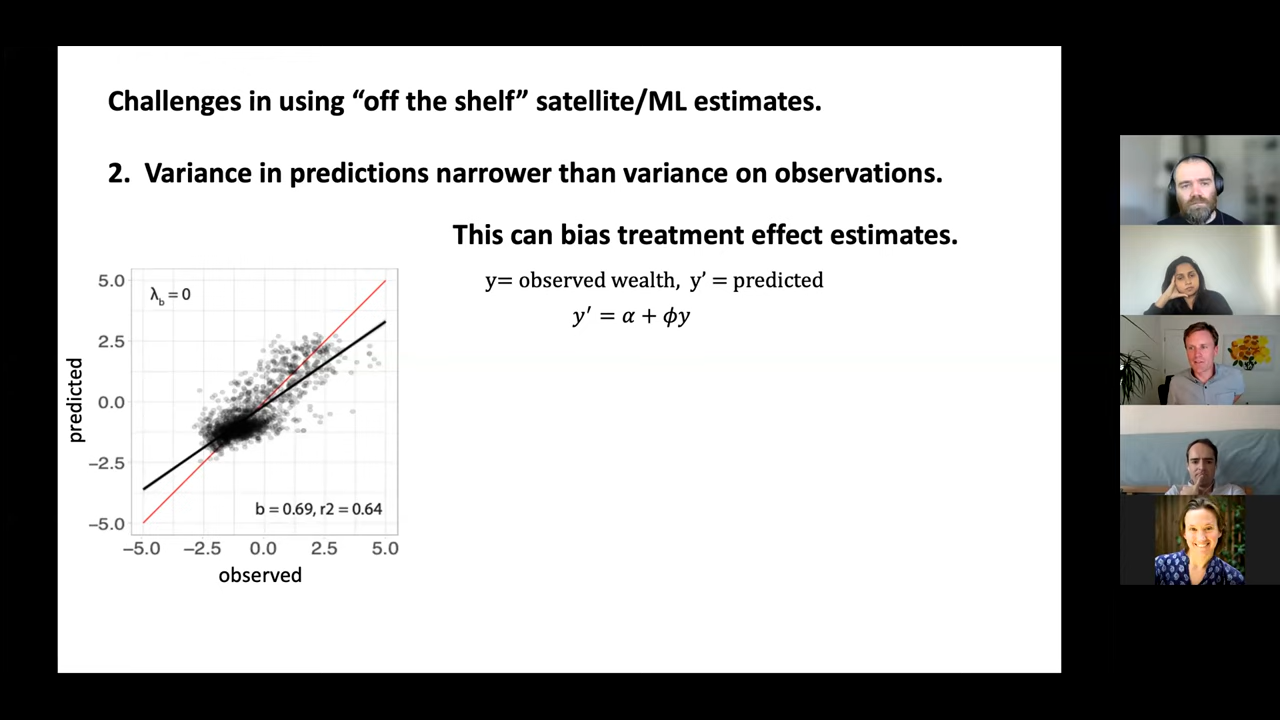 Challenges in using “off the shelf” satellite/ML estimates.
2. Variance in predictions narrower than variance on observations.
This can bias treatment effect estimates.
y= observed wealth, y’ = predicted
y′ = α + ϕy
λb = 0
b = 0.69, r2 = 0.64
predicted
5.0
2.5
0.0
−2.5
−5.0
−5.0 −2.5 0.0 2.5 5.0
observed